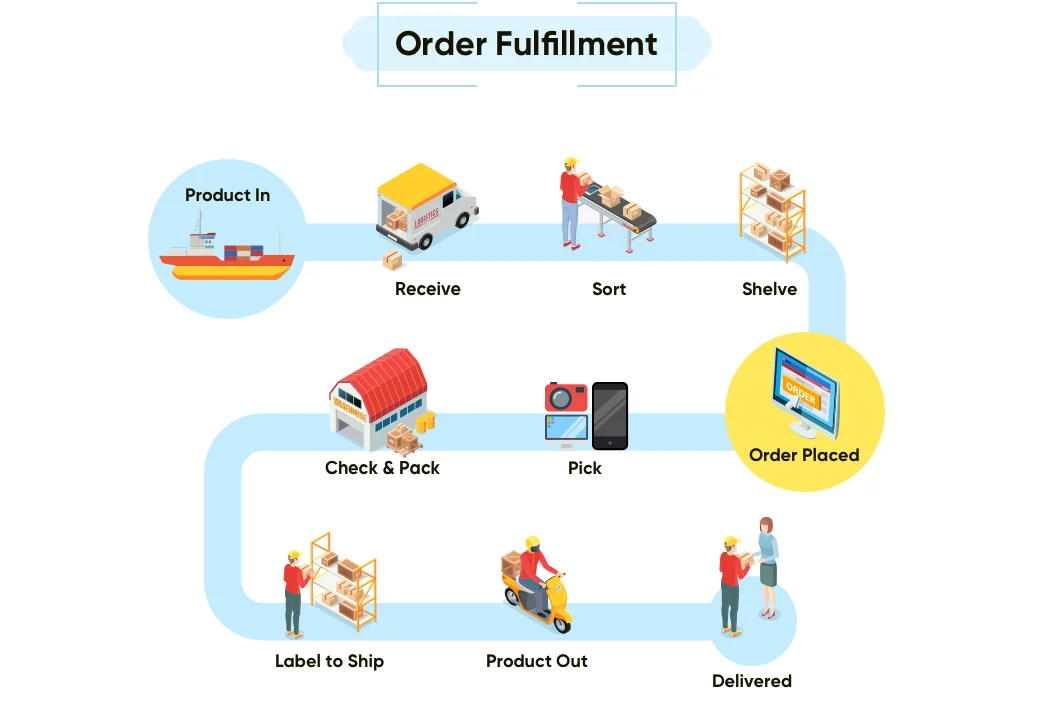 Order Fulfillment
Product In
LOGISTICS
Receive
Sort
Shelve
ORDER
Order Placed
WAREHOUSE
Check & Pack
Pick
Label to Ship
Product Out
Delivered